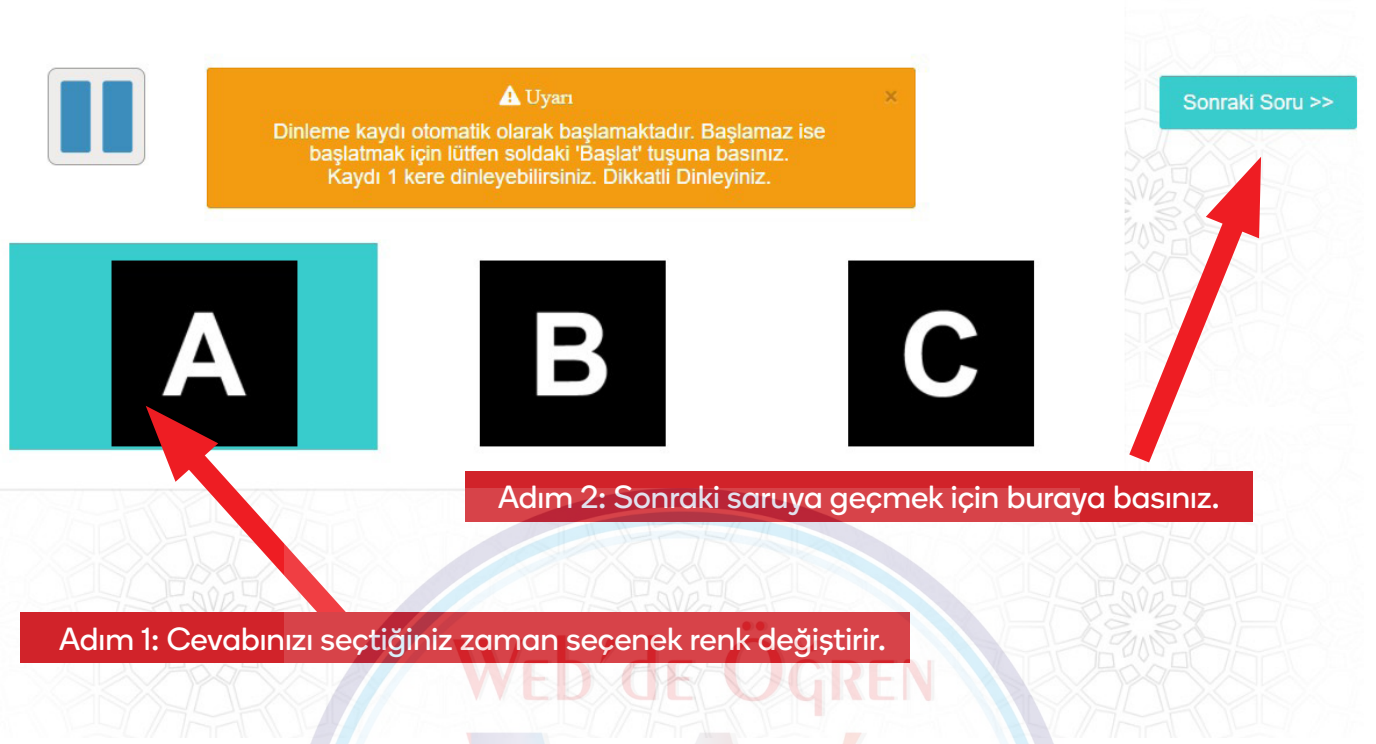 Uyarı
Dinleme kaydı otomatik olarak başlamaktadır. Başlamaz ise
başlatmak için lütfen soldaki 'Başlat' tuşuna basınız.
Kaydı 1 kere dinleyebilirsiniz. Dikkatli Dinleyiniz.
×
Sonraki Soru >>
A
B
C
Adım 2: Sonraki saruya geçmek için buraya basınız.
Adım 1: Cevabınızı seçtiğiniz zaman seçenek renk değiştirir.
WEB'DE ÖĞREN